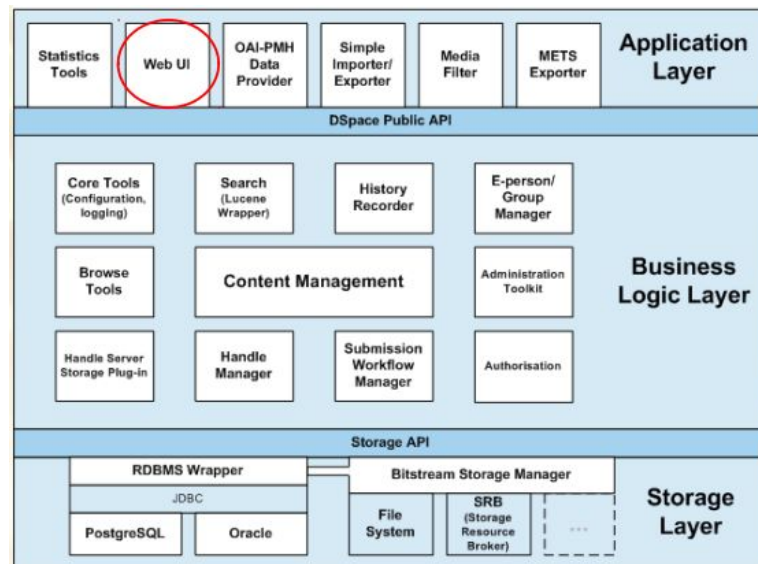 Statistics
Tools
Web UI
OAI-PMH
Data
Provider
Simple
Importer/
Exporter
Media
Filter
METS
Exporter
Application
Layer
DSpace Public API
Core Tools
(Configuration,
logging)
Search
(Lucene
Wrapper)
History
Recorder
E-person/
Group
Manager
Browse
Tools
Content Management
Administration
Toolkit
Business
Logic Layer
Handle Server
Storage Plug-in
Handle
Manager
Submission
Workflow
Manager
Authorisation
Storage API
RDBMS Wrapper
Bitstream Storage Manager
JDBC
PostgreSQL
Oracle
File
System
SRB
(Storage
Resource
Broker)
...
Storage
Layer